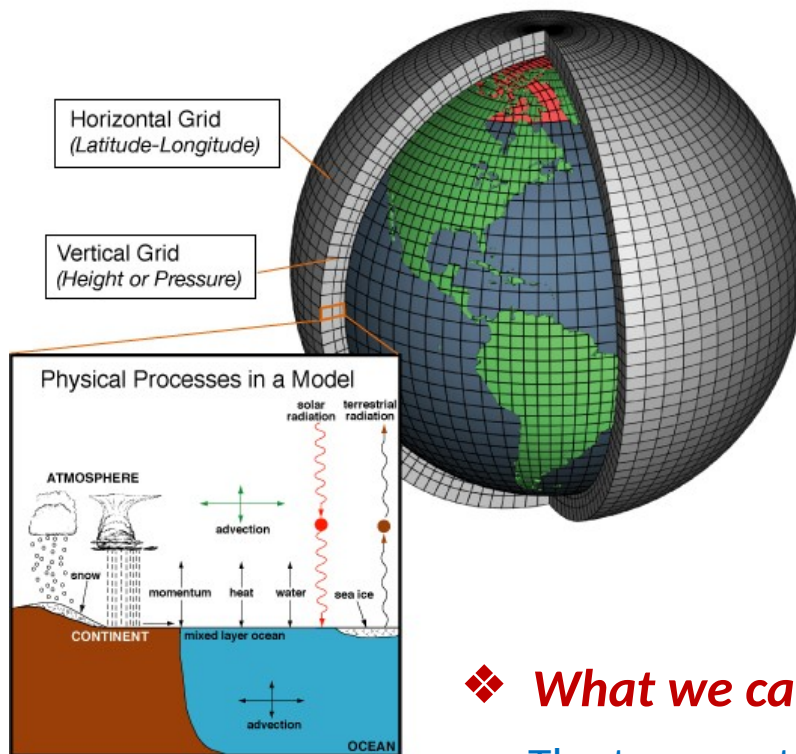 Horizontal Grid
(Latitude-Longitude)
Vertical Grid
(Height or Pressure)
Physical Processes in a Model
solar
radiation
terrestrial
radiation
ATMOSPHERE
advection
snow
momentum
heat
water
sea ice
CONTINENT
mixed layer ocean
advection
OCEAN
❖ What we ca